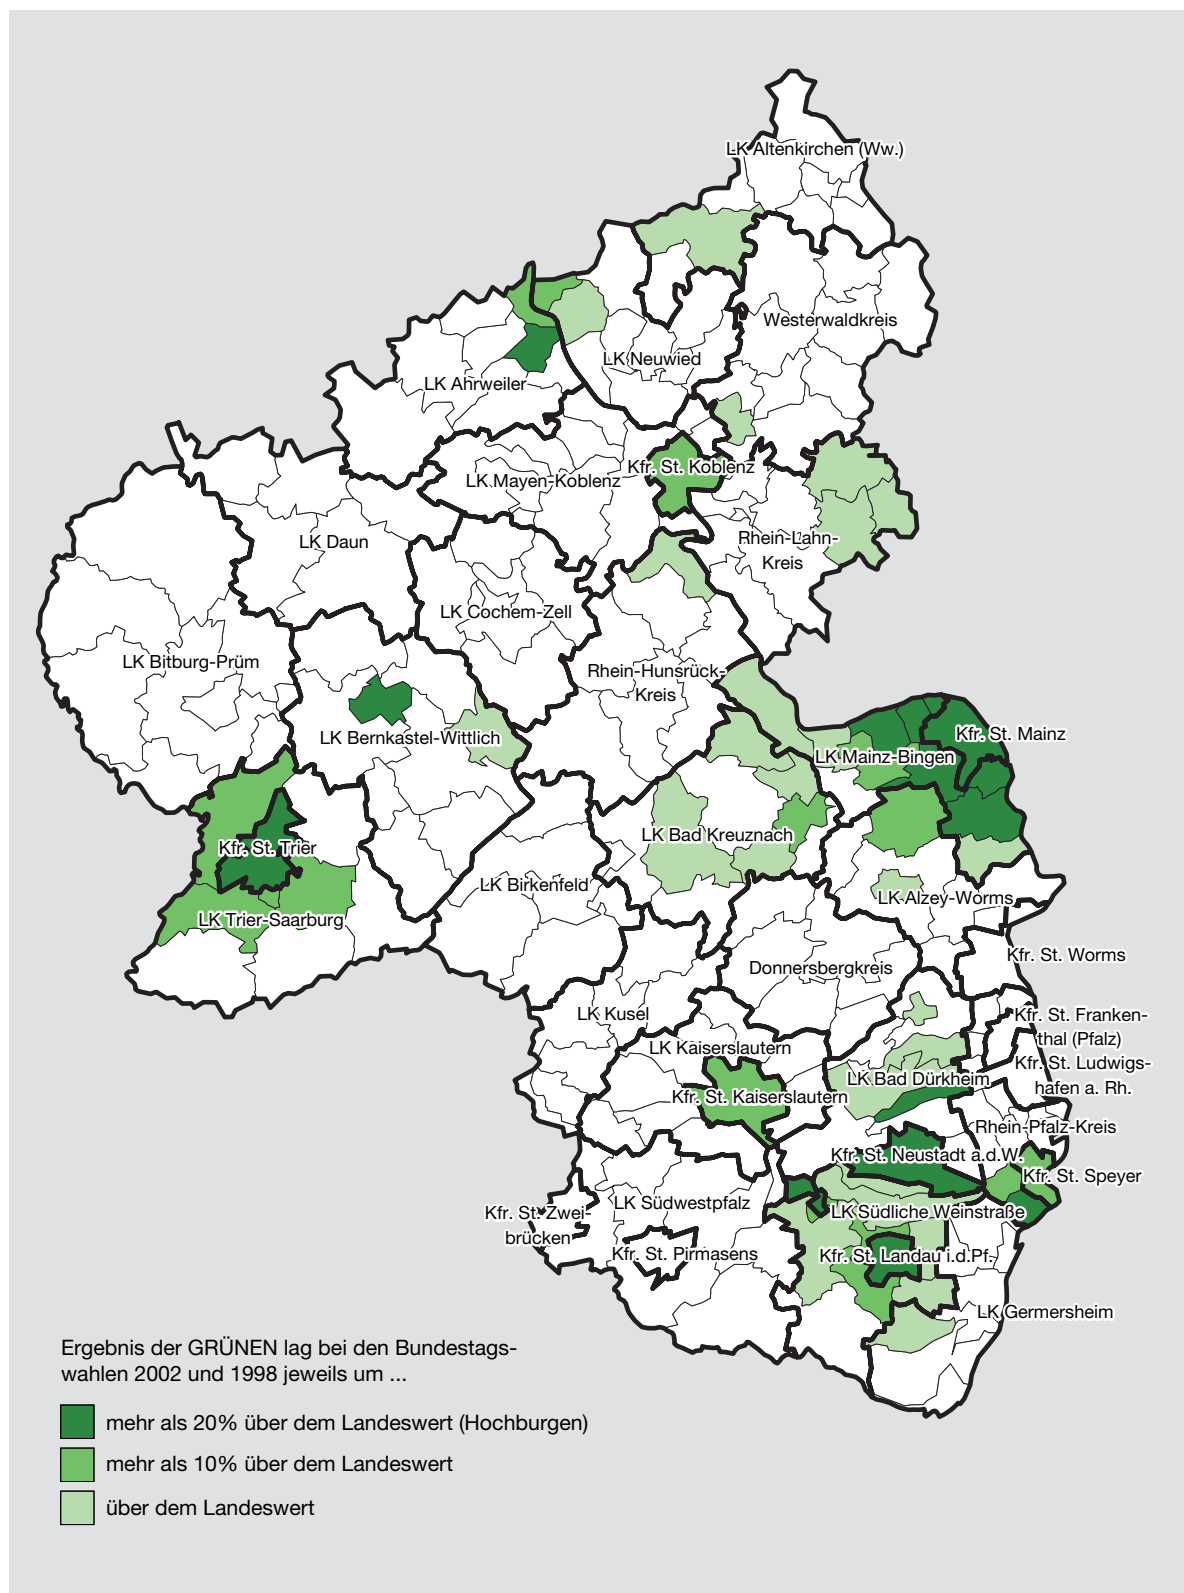 LK Altenkirchen (Ww.)
Westerwaldkreis
LK Neuwied
LK Ahrweiler
Kfr. St. Koblenz
LK Mayen-Koblenz
LK Daun
Rhein-Lahn-
Kreis
LK Cochem-Zell
LK Bitburg-Prüm
Rhein-Hunsrück-
Kreis
LK Bernkastel-Wittlich
Kfr. St. Mainz
LK Mainz-Bingen
LK Bad Kreuznach
Kfr. St. Trier
LK Birkenfeld
LK Alzey-Worms
LK Trier-Saarburg
Kfr. St. Worms
Donnersbergkreis
LK Kusel
Kfr. St. Franken-
thal (Pfalz)
LK Kaiserslautern
Kfr. St. Ludwigs-
hafen a. Rh.
LK Bad Dürkheim
Kfr. St. Kaiserslautern
Rhein-Pfalz-Kreis
Kfr. St. Neustadt a.d.W.
Kfr. St. Speyer
LK Südwestpfalz
Kfr. St. Zwei-
brücken
LK Südliche Weinstraße
Kfr. St. Pirmasens
Kfr. St. Landau i.d.Pf.
LK Germersheim
Ergebnis der GRÜNEN lag bei den Bundestags-
wahlen 2002 und 1998 jeweils um ...
mehr als 20% über dem Landeswert (Hochburgen)
mehr als 10% über dem Landeswert
über dem Landeswert